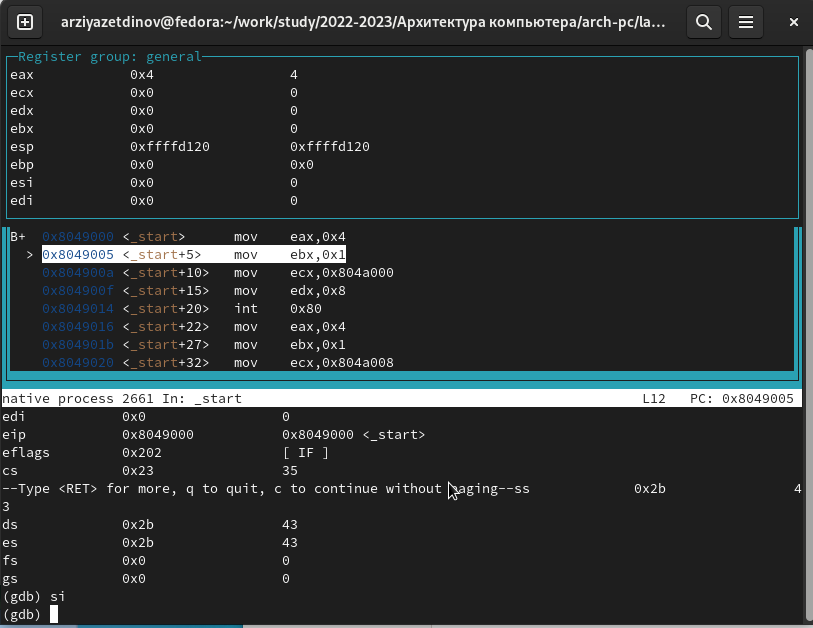 arziyazetdinov@fedora:~/work/study/2022-2023/Архитектура компьютера/arch-pc/la...
Register group: general
eax 0x4 4
ecx 0x0 0
edx 0x0 0
ebx 0x0 0
esp 0xffffd120 0xffffd120
ebp 0x0 0x0
esi 0x0 0
edi 0x0 0
B+ 0x8049000 <_start> mov eax,0x4
> 0x8049005 <_start+5> mov ebx,0x1
0x804900a <_start+10> mov ecx,0x804a000
0x804900f <_start+15> mov edx,0x8
0x8049014 <_start+20> int 0x80
0x8049016 <_start+22> mov eax,0x4
0x804901b <_start+27> mov ebx,0x1
0x8049020 <_start+32> mov ecx,0x804a008
native process 2661 In: _start L12 PC: 0x8049005
edi 0x0 0
eip 0x8049000 0x8049000 <_start>
eflags 0x202 [ IF ]
cs 0x23 35
--Type <RET> for more, q to quit, c to continue without paging--ss 0x2b 4
3
ds 0x2b 43
es 0x2b 43
fs 0x0 0
gs 0x0 0
(gdb) si
(gdb)